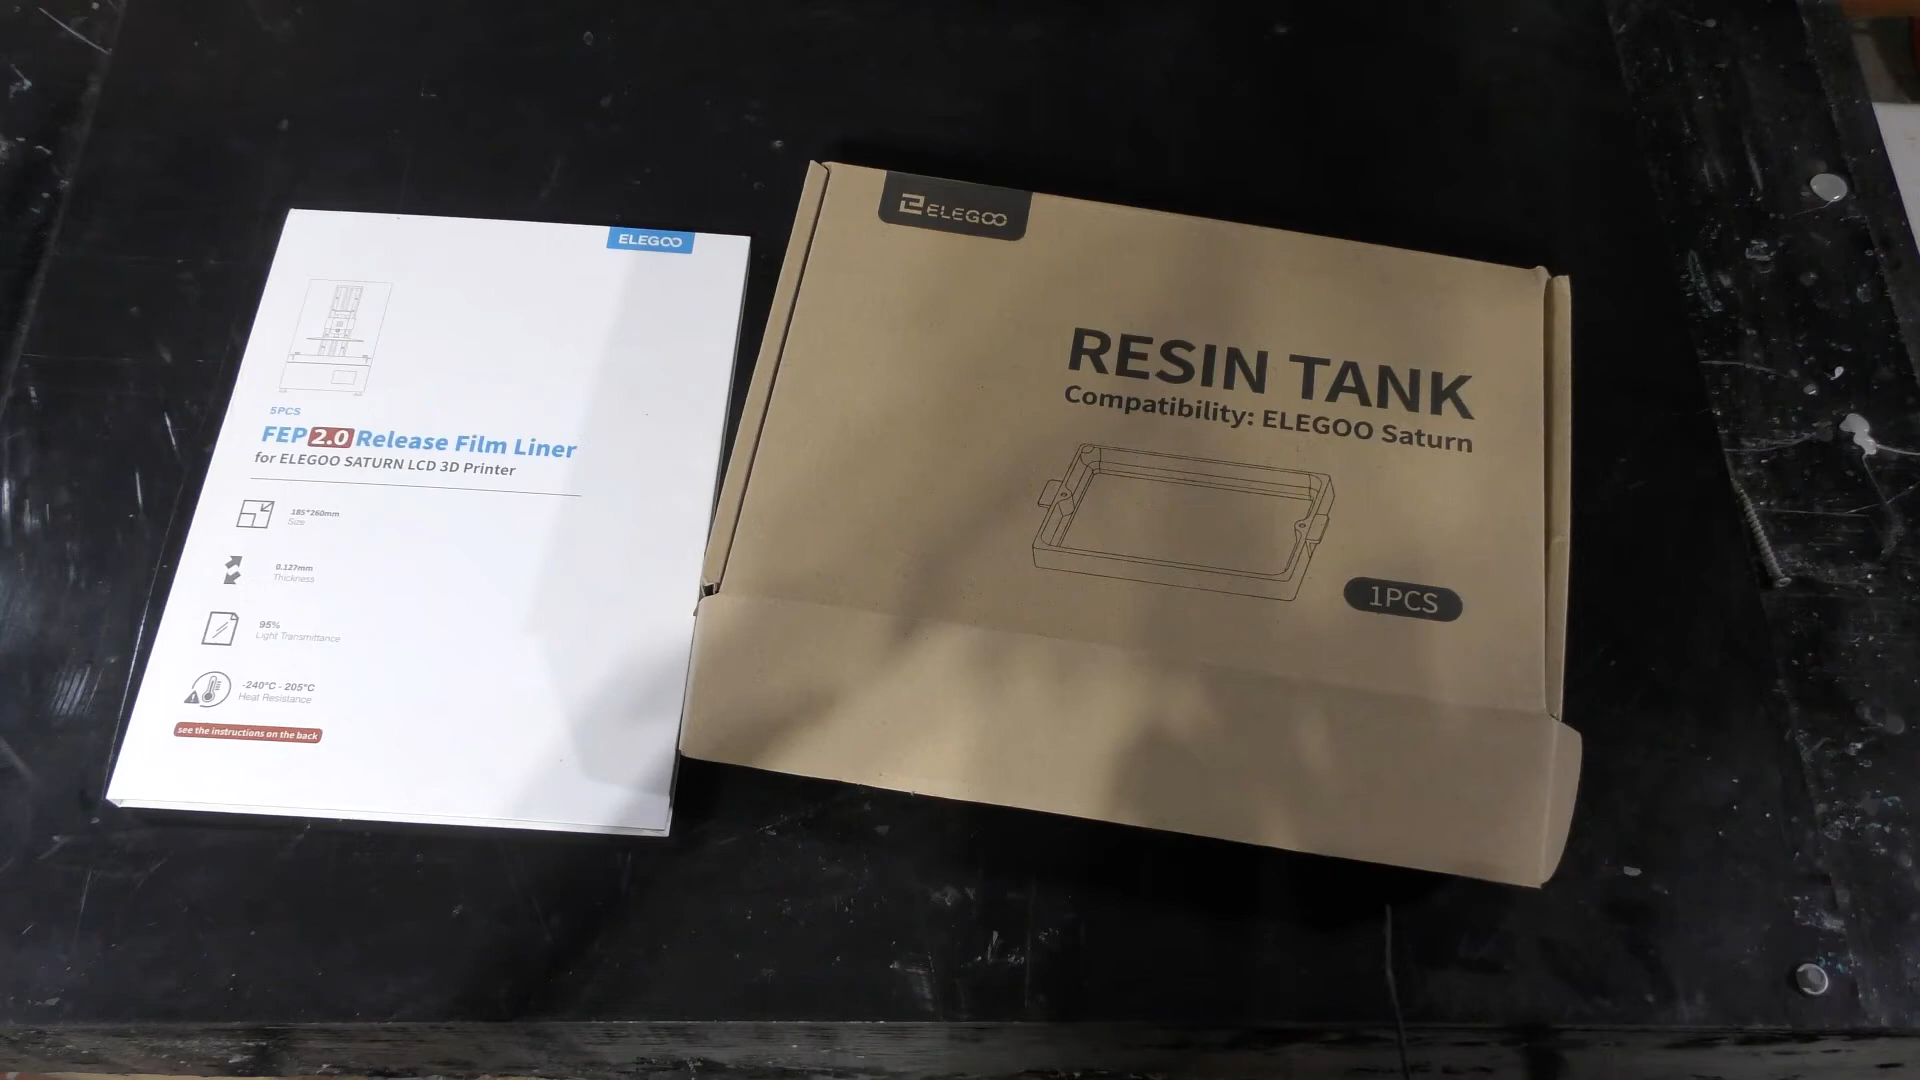 ELEGOO
5PCS
FEP 2.0 Release Film Liner
for ELEGOO SATURN LCD 3D Printer
185*260mm
Size
0.127mm
Thickness
95%
Light Transmittance
-240°C - 205°C
Heat Resistance
see the instructions on the back
ELEGOO
RESIN TANK
Compatibility: ELEGOO Saturn
1PCS